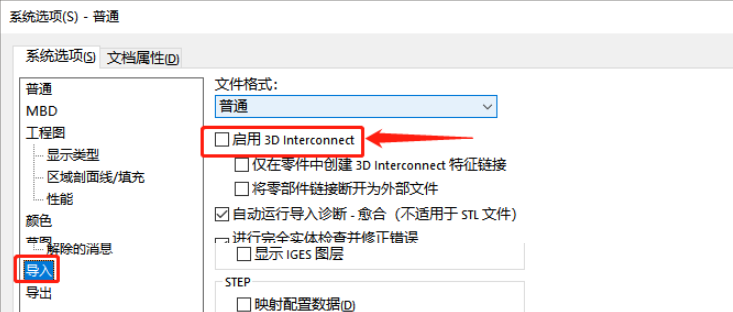 系统选项(S) - 普通
系统选项(S)
文档属性(D)
普通
MBD
工程图
显示类型
区域剖面线/填充
性能
颜色
草图
解除的消息
导入
导出
文件格式:
普通
启用 3D Interconnect
仅在零件中创建 3D Interconnect 特征链接
将零部件链接断开为外部文件
自动运行导入诊断 - 愈合（不适用于 STL 文件）
进行完全实体检查并修正错误
显示 IGES 图层
STEP
映射配置数据(D)